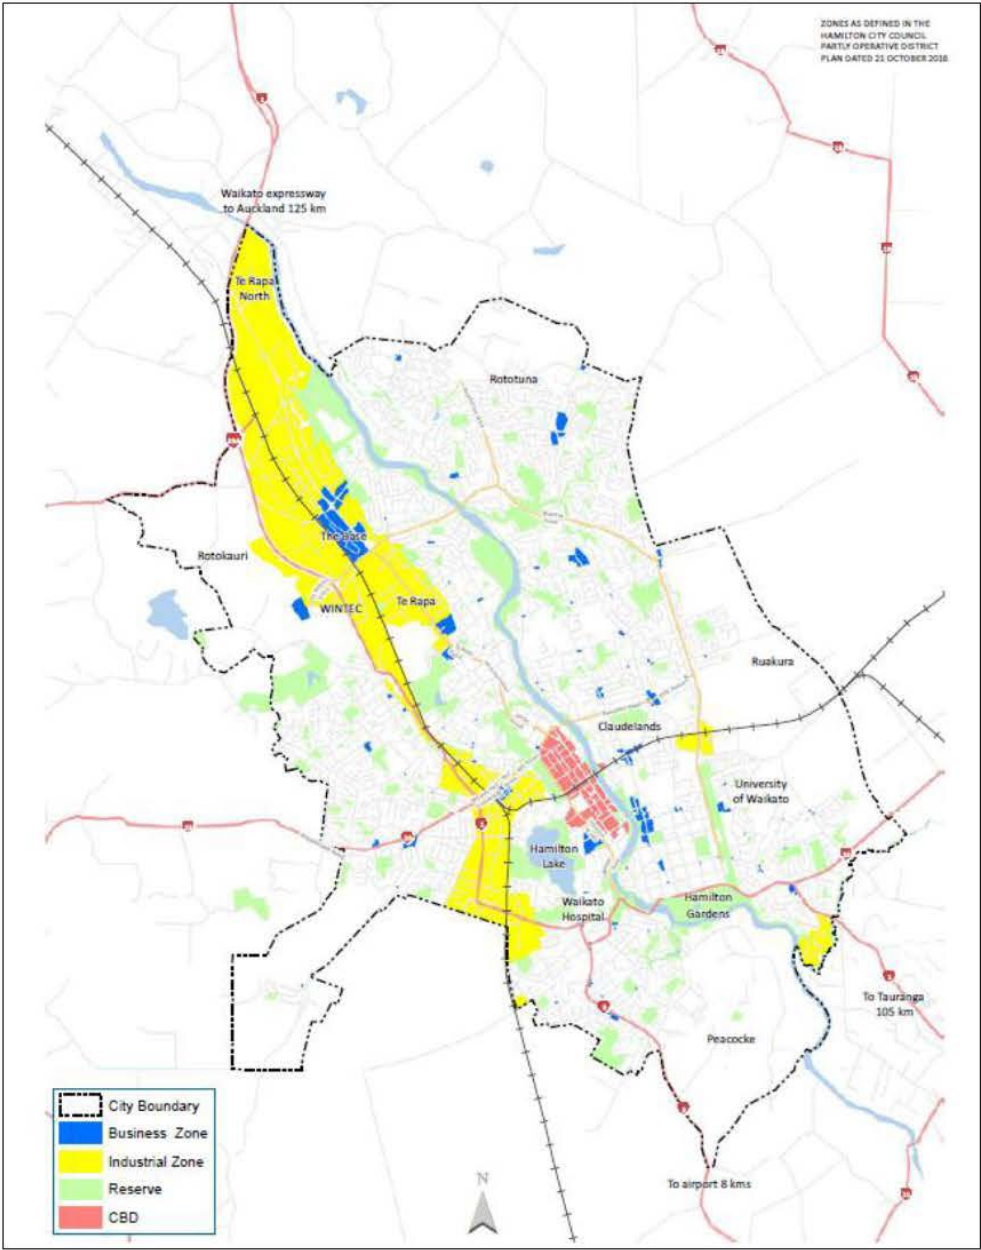 ZONES AS DEFINED IN THE
HAMILTON CITY COUNCIL
PARTLY OPERATIVE DISTRICT
PLAN DATED 21 OCTOBER 2016
Waikato expressway
to Auckland 125 km
Te Rapa
North
Rototuna
The Base
Rotokauri
WINTEC
Te Rapa
Ruakura
Claudelands
University
of Waikato
Hamilton
Lake
Waikato
Hospital
Hamilton
Gardens
To Tauranga
105 km
Peacocke
To airport 8 kms
City Boundary
Business Zone
Industrial Zone
Reserve
CBD
N